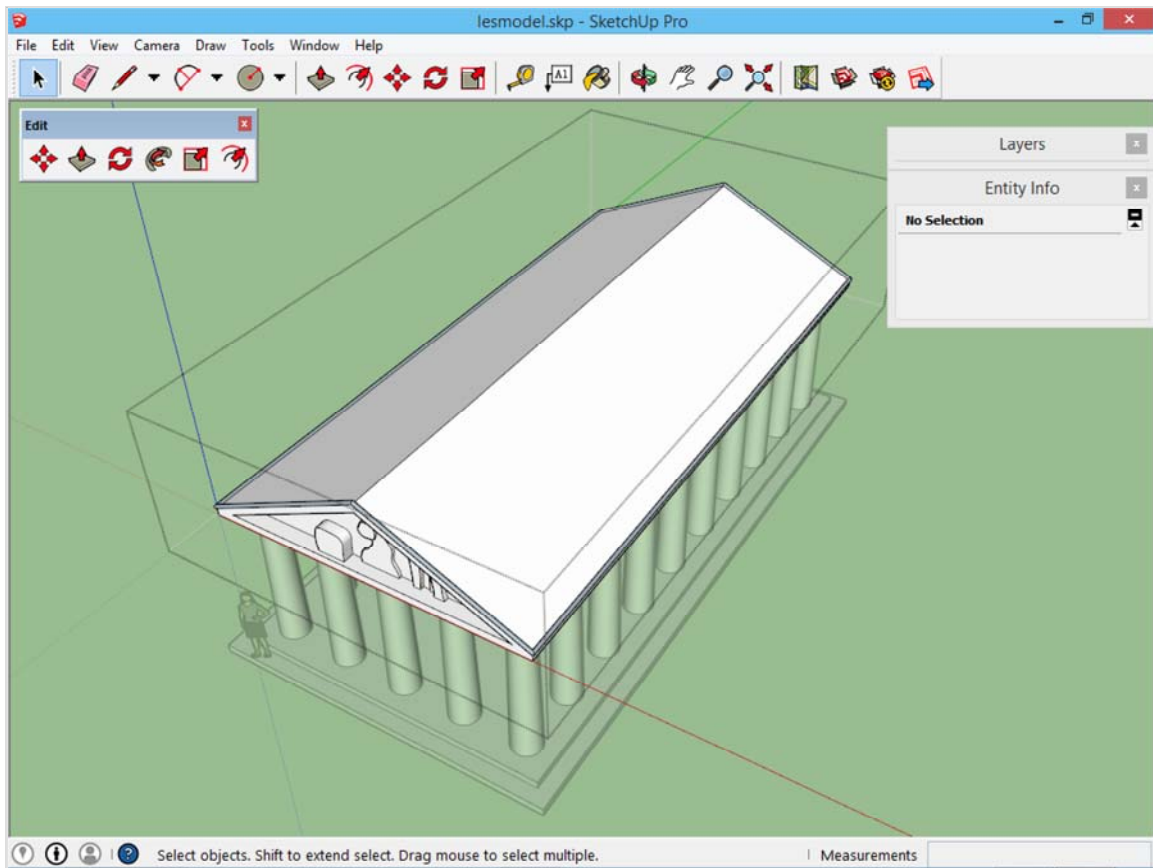 lesmodel.skp - SketchUp Pro
File Edit View Camera Draw Tools Window Help
A1
Edit
Layers
Entity Info
No Selection
Select objects. Shift to extend select. Drag mouse to select multiple.
Measurements